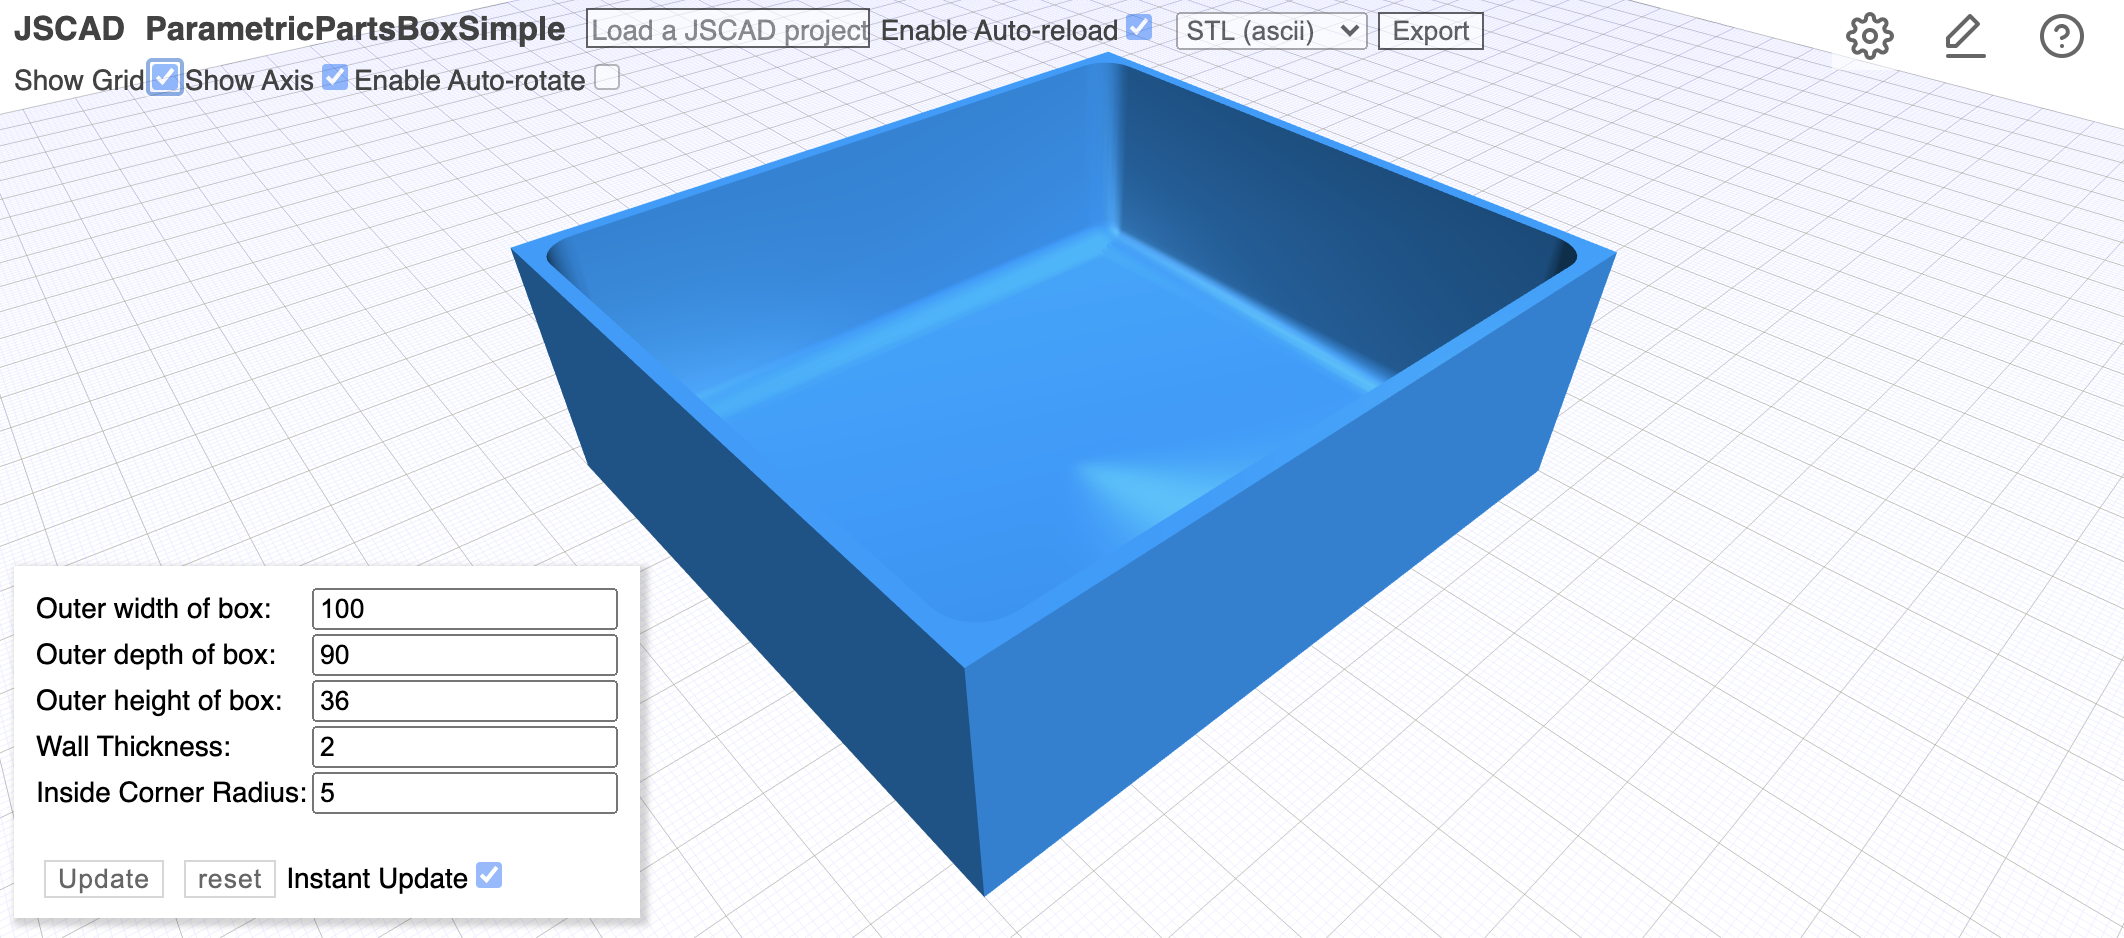 JSCAD ParametricPartsBoxSimple Load a JSCAD project Enable Auto-reload STL (ascii) Export
Show Grid Show Axis Enable Auto-rotate
Outer width of box: 100
Outer depth of box: 90
Outer height of box: 36
Wall Thickness: 2
Inside Corner Radius: 5
Update reset Instant Update